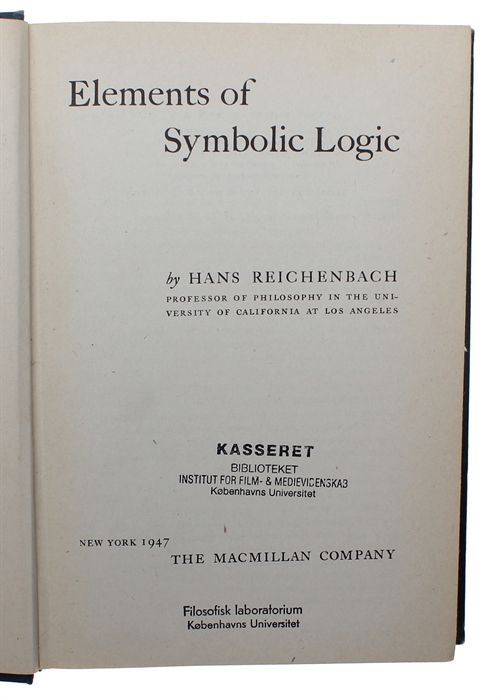 Elements of
Symbolic Logic
by HANS REICHENBACH
PROFESSOR OF PHILOSOPHY IN THE UNI-
VERSITY OF CALIFORNIA AT LOS ANGELES
KASSERET
BIBLIOTEKET
INSTITUT FOR FILM- & MEDIEVIDENSKAB
Københavns Universitet
NEW YORK 1947
THE MACMILLAN COMPANY
Filosofisk laboratorium
Københavns Universitet